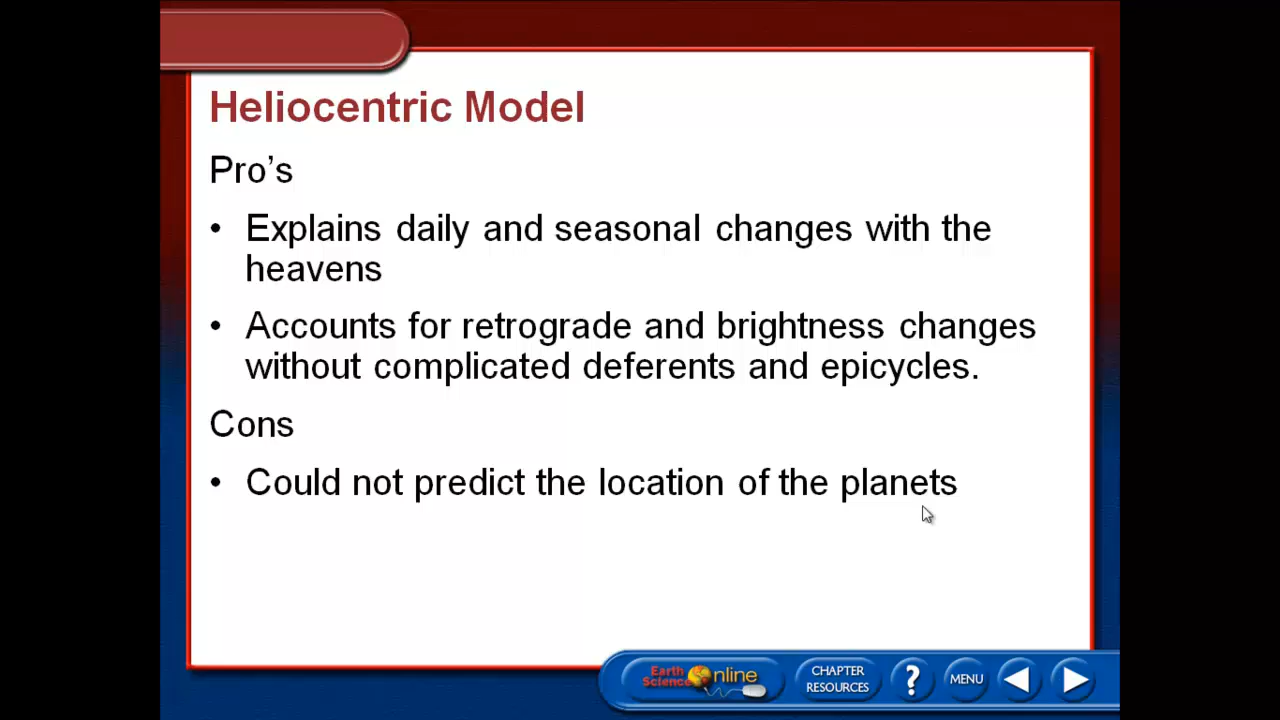 Heliocentric Model
Pro’s
• Explains daily and seasonal changes with the
heavens
• Accounts for retrograde and brightness changes
without complicated deferents and epicycles.
Cons
• Could not predict the location of the planets
Earth
Science nline
CHAPTER
RESOURCES
?
MENU